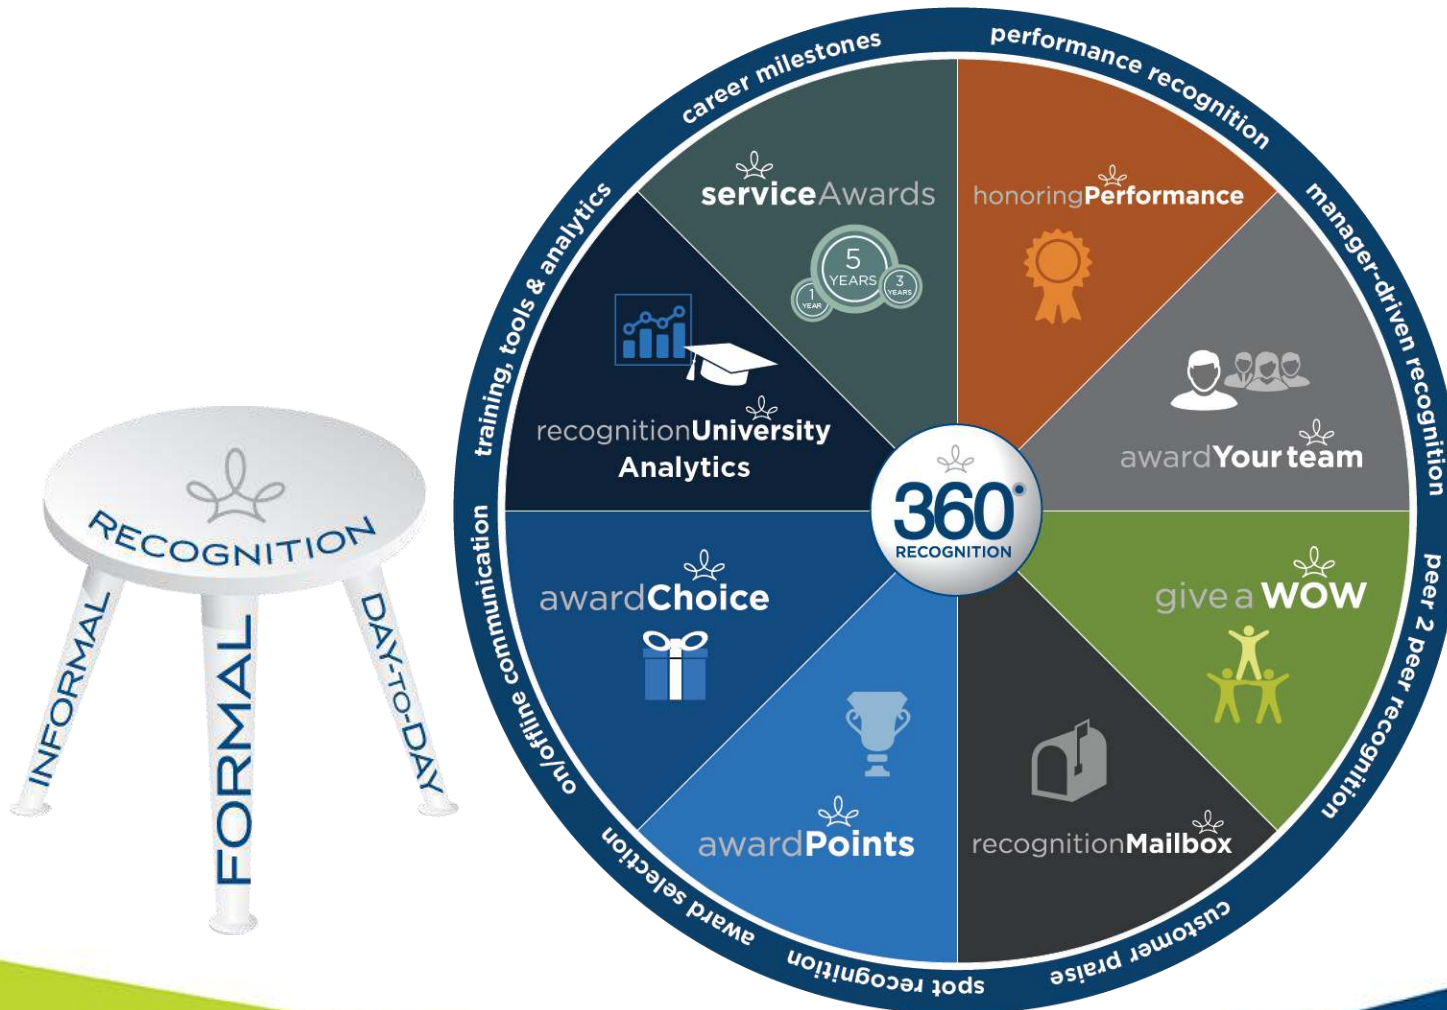 RECOGNITION
INFORMAL
FORMAL
DAY-TO-DAY
career milestones
performance recognition
manager-driven recognition
peer 2 peer recognition
customer praise
spot recognition
award selection
on/offline communication
training, tools & analytics
serviceAwards
5
YEARS
1
YEAR
3
YEARS
honoringPerformance
awardYourteam
give a WOW
recognitionMailbox
awardPoints
awardChoice
recognitionUniversity
Analytics
360°
RECOGNITION